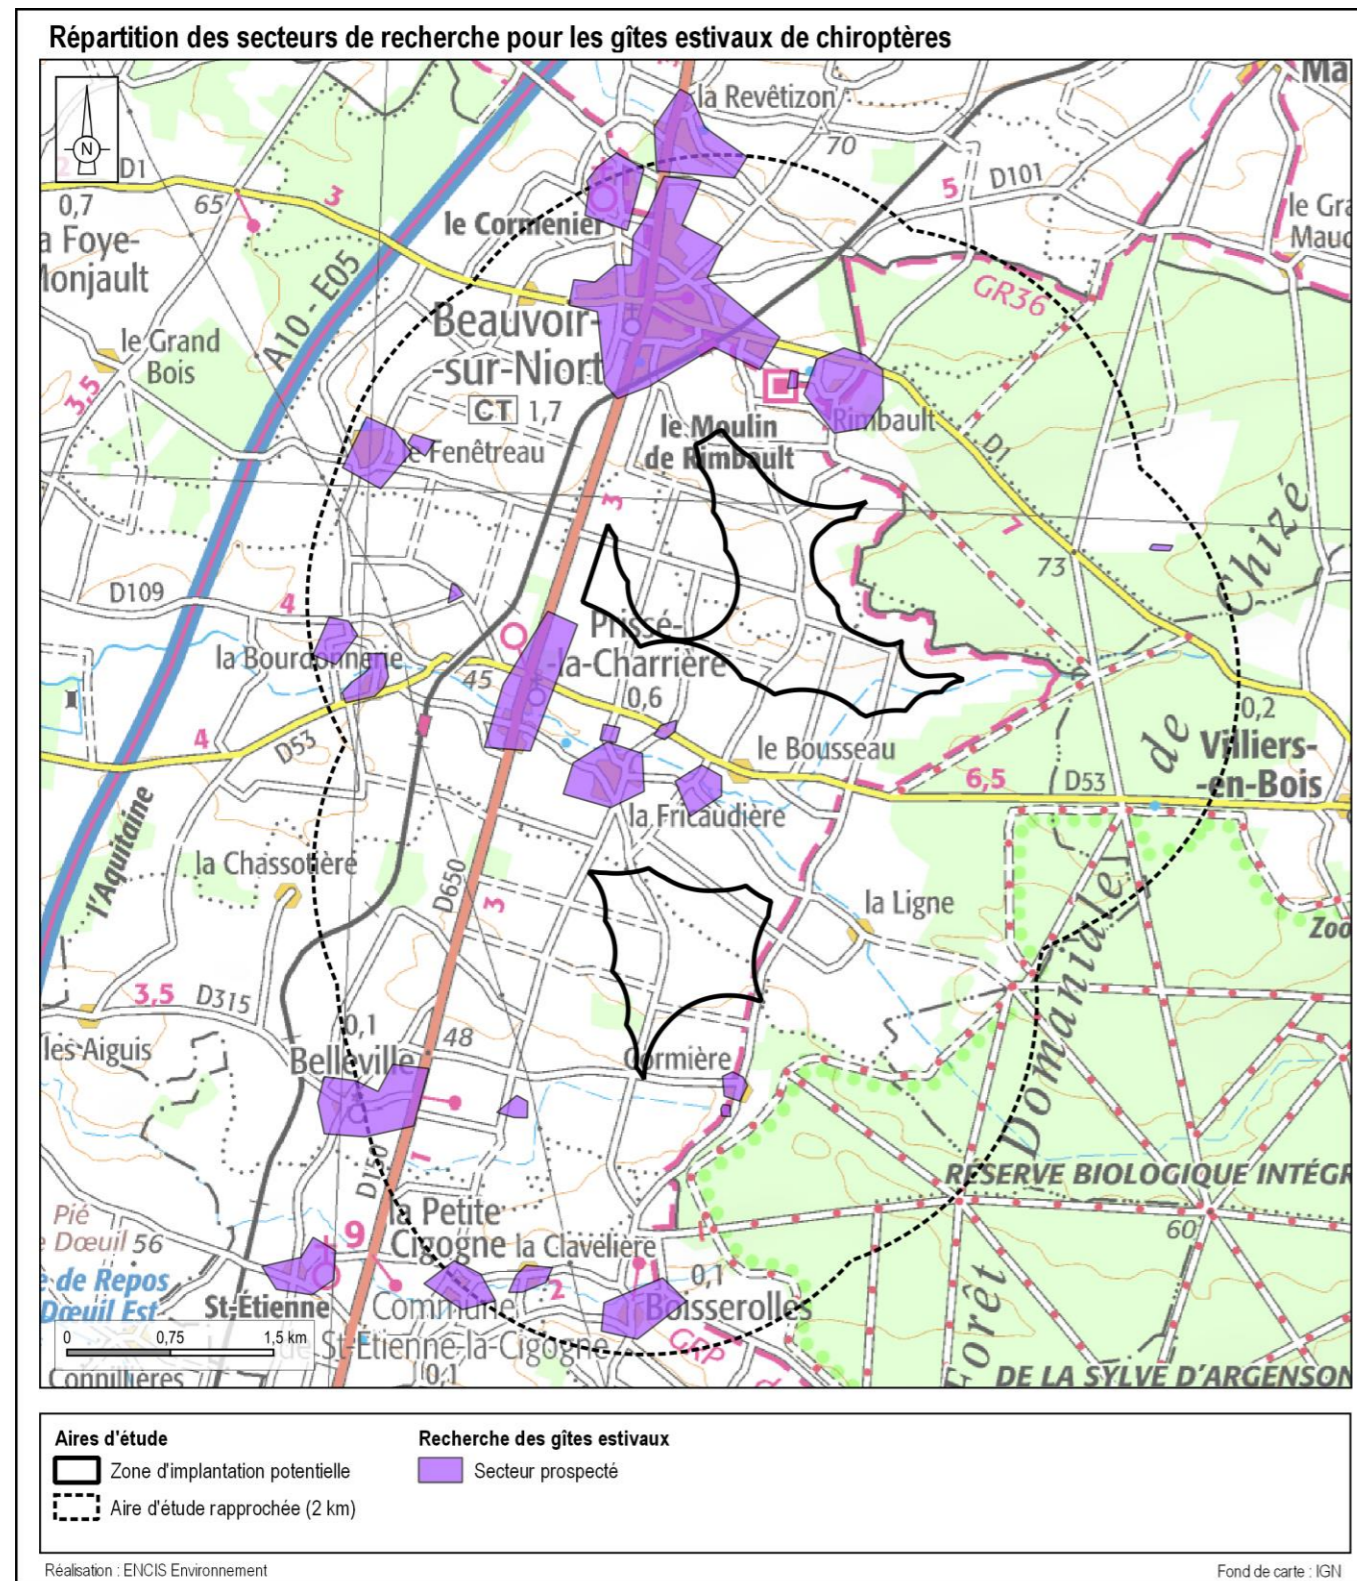 Répartition des secteurs de recherche pour les gîtes estivaux de chiroptères
N
la Revêtizon
70
D1
0,7
65
3
5
D101
le Cormenier
a Foye-
Monjault
A10 - E05
GR36
le Grand
Bois
3,5
Beauvoir-
-sur-Niort
CT 1,7
le Moulin
de Rimbault
Rimbault
D1
le Fenêtreau
3
7
73
D109
4
la Bourdonnerie
45
Prissé-
-la-Charrière
0,6
4
D53
le Bousseau
0,2
Villiers-
-en-Bois
6,5
D53
la Fricaudière
l'Aquitaine
la Chassotière
D650
3
la Ligne
Zoo
3,5
D315
les Aiguis
0,1
Belleville
48
Cormière
Forêt Domaniale de Chizé
D150
1
RÉSERVE BIOLOGIQUE INTÉGR
60
Pié
e Dœuil
56
9
la Petite
Cigogne
la Clavelière
1
e de Repos
Dœuil Est
St-Étienne
2
0,1
Boisserolles
Commune
de St-Étienne-la-Cigogne
0,1
GRP
DE LA SYLVE D'ARGENSON
0 0,75 1,5 km
Connillières
Aires d'étude
Zone d'implantation potentielle
Aire d'étude rapprochée (2 km)
Recherche des gîtes estivaux
Secteur prospecté
Réalisation : ENCIS Environnement
Fond de carte : IGN